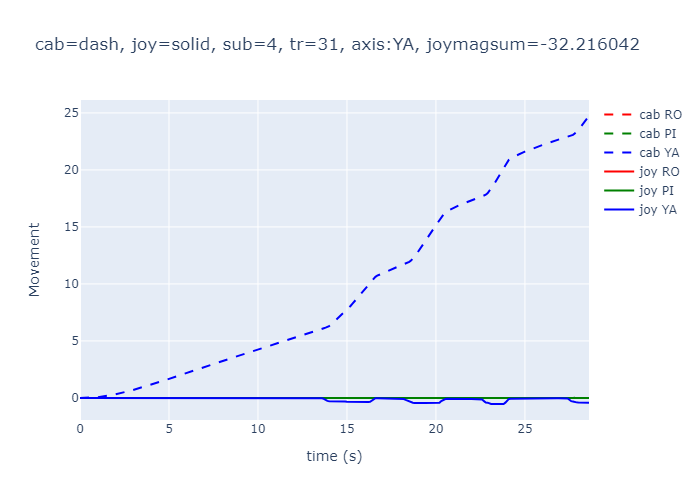 cab=dash, joy=solid, sub=4, tr=31, axis:YA, joymagsum=-32.216042
25
20
15
10
5
0
Movement
0 5 10 15 20 25
time (s)
cab RO
cab PI
cab YA
joy RO
joy PI
joy YA